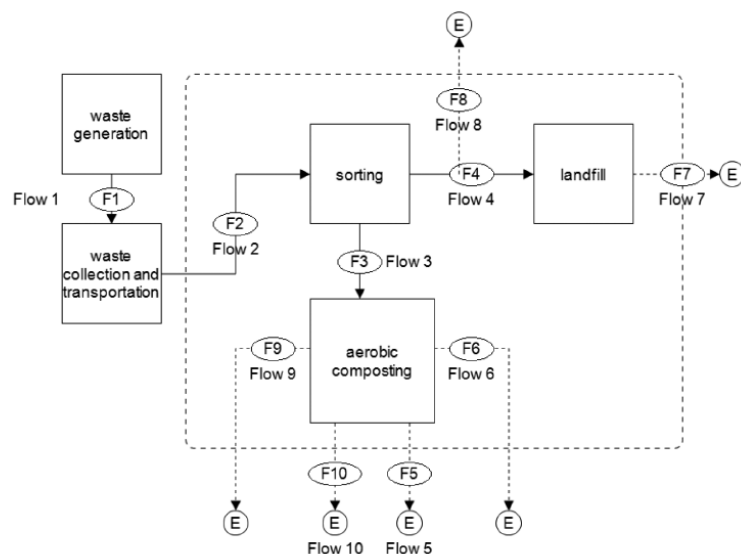 E
F8
Flow 8
waste
generation
Flow 1
F1
sorting
F4
Flow 4
landfill
F7
Flow 7
E
F2
Flow 2
waste
collection and
transportation
F3
Flow 3
F9
Flow 9
aerobic
composting
F6
Flow 6
F10
F5
E
E
E
E
Flow 10
Flow 5